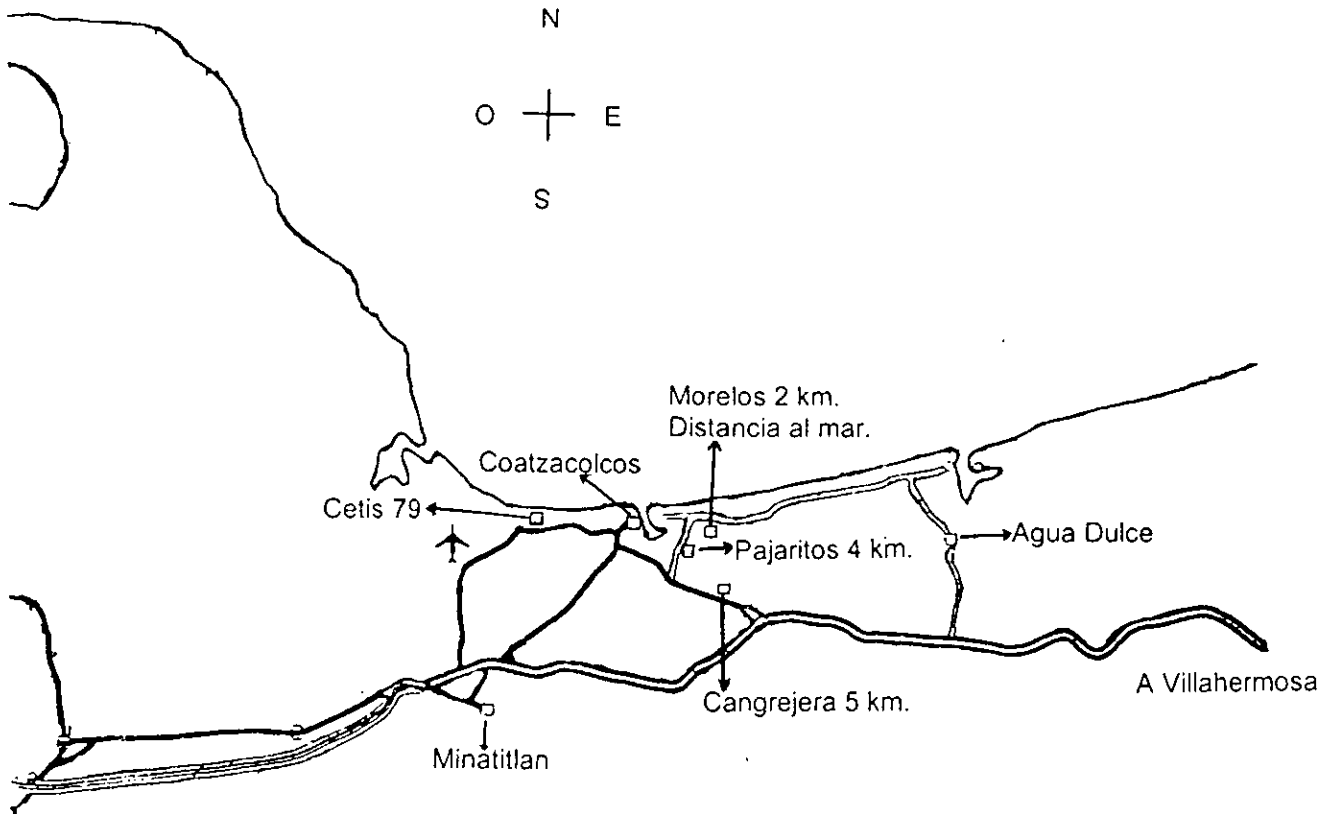 N
O E
S
Morelos 2 km.
Distancia al mar.
Coatzacolcos
Cetis 79
Pajaritos 4 km.
Agua Dulce
Cangrejera 5 km.
A Villahermosa
Minatitlan